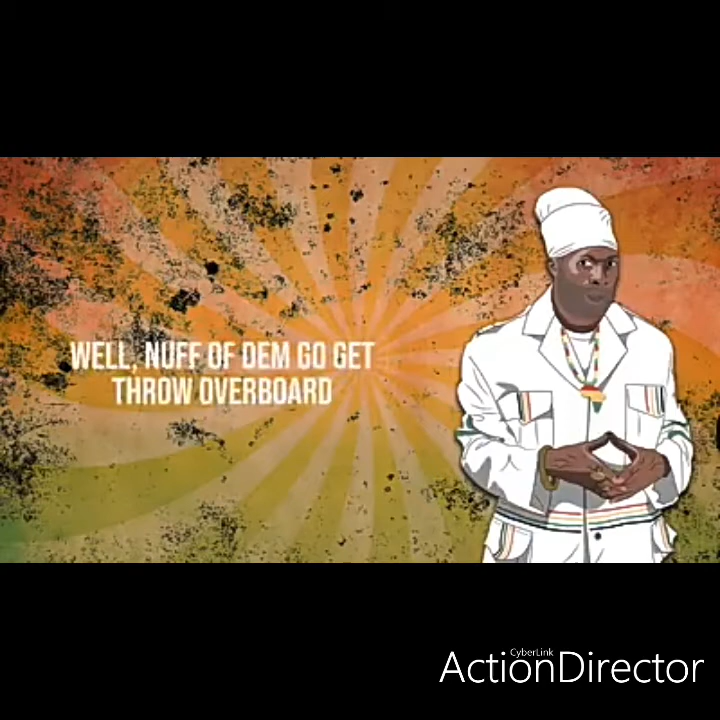 WELL, NUFF OF DEM GO GET
THROW OVERBOARD
CyberLink
ActionDirector